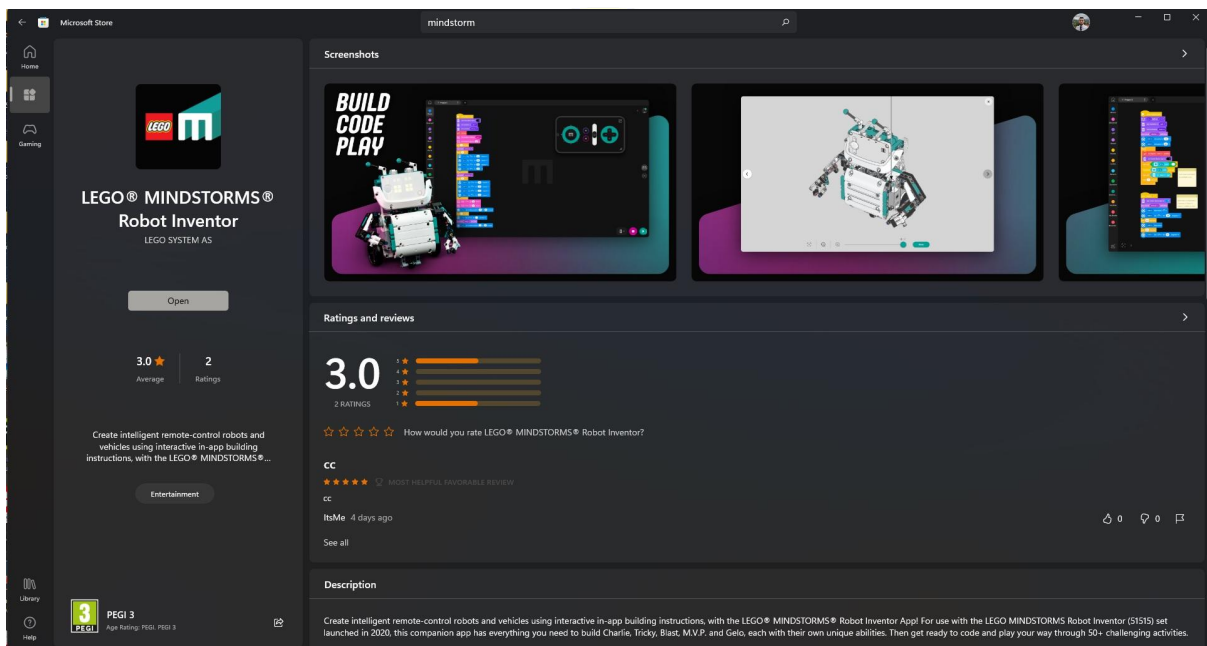 Microsoft Store
mindstorm
Home
Gaming
Library
Help
LEGO
LEGO® MINDSTORMS®
Robot Inventor
LEGO SYSTEM AS
Open
3.0 2
Average Ratings
Create intelligent remote-control robots and
vehicles using interactive in-app building
instructions, with the LEGO® MINDSTORMS®...
Entertainment
3
PEGI
PEGI 3
Age Rating: PEGI. PEGI 3
Screenshots
BUILD
CODE
PLAY
Ratings and reviews
3.0
2 RATINGS
5
4
3
2
1
How would you rate LEGO® MINDSTORMS® Robot Inventor?
cc
MOST HELPFUL FAVORABLE REVIEW
cc
ItsMe 4 days ago
0 0
See all
Description
Create intelligent remote-control robots and vehicles using interactive in-app building instructions, with the LEGO® MINDSTORMS® Robot Inventor App! For use with the LEGO MINDSTORMS Robot Inventor (51515) set
launched in 2020, this companion app has everything you need to build Charlie, Tricky, Blast, M.V.P. and Gelo, each with their own unique abilities. Then get ready to code and play your way through 50+ challenging activities.